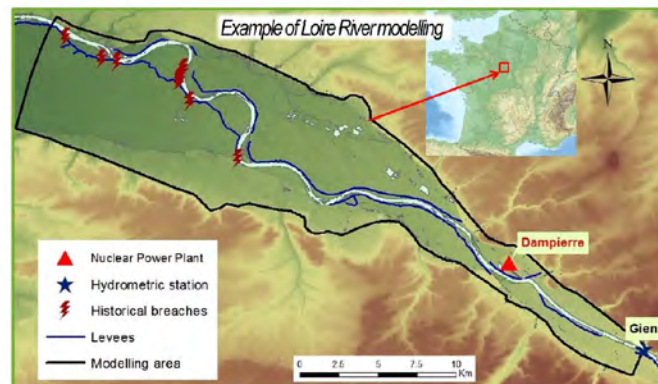 Example of Loire River modelling
Dampierre
Gien
Nuclear Power Plant
Hydrometric station
Historical breaches
Levees
Modelling area
0 2.5 5 7.5 10
Km